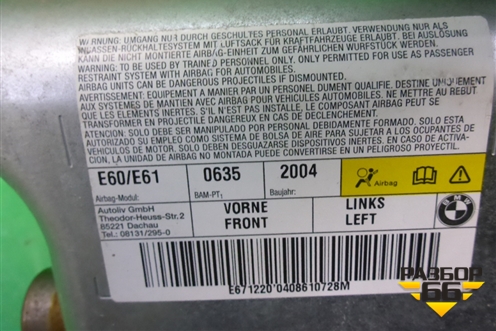 WARNUNG: UMGANG NUR DURCH GESCHULTES PERSONAL ERLAUBT. VERWENDUNG NUR ALS
INSASSEN-RÜCKHALTESYSTEM MIT LUFTSACK FÜR KRAFTFAHRZEUGE ERLAUBT. BEI AUSLÖSUNG
KANN DIE NICHT MONTIERTE AIRBAG-EINHEIT ZUM GEFÄHRLICHEN WURFSTÜCK WERDEN.
WARNING: TO BE USED BY TRAINED PERSONNEL ONLY. ONLY PERMITTED FOR USE AS PASSENGER
RESTRAINT SYSTEM WITH AIRBAG FOR AUTOMOBILES.
AIRBAG UNITS CAN BE DANGEROUS PROJECTILES IF DISMOUNTED.
AVERTISSEMENT: EQUIPEMENT A MANIER PAR UN PERSONEL DUMENT QUALIFIE ET DESTINE UNIQUEMENT
AUX SYSTEMES DE MANTIEN AVEC AIRBAG POUR VEHICULES AUTOMOBILES. NE METTRE AU REBUT
QUE LES ELEMENTS INERTES. S'IL N'EST PAS INSTALLE, LE COMPOSANT AIRBAG PEUT SE
TRANSFORMER EN PROJECTILE DANGEREUX EN CAS DE DECLENCHEMENT.
ATENCION: SOLO DEBE SER MANIPULADO POR PERSONAL DEBIDAMENTE FORMADO. SOLO ESTA
AUTORIZADO SU EMPLEO COMO SISTEMA DE BOLSA DE AIRE PARA SUJETAR A LOS OCUPANTES DE
VEHICULOS DE MOTOR. SOLO DEBEN DESGUAZARSE DISPOSITIVOS INERTES. EN CASO DE ACTIVA-
CION, LA UNIDAD DE AIRBAG NO MONTADA PUEDE SALIR PROYECTADA PELIGROSAMENTE.
E60/E61 0635 2004 Airbag
Airbag-Modul: BAM-PT: Baujahr:
Autoliv GmbH
Theodor-Heuss-Str.2
85221 Dachau
Tel.: 08131/295-0
VORNE LINKS
FRONT LEFT
BMW
E671220'0408610728M
РАЗБОР
66